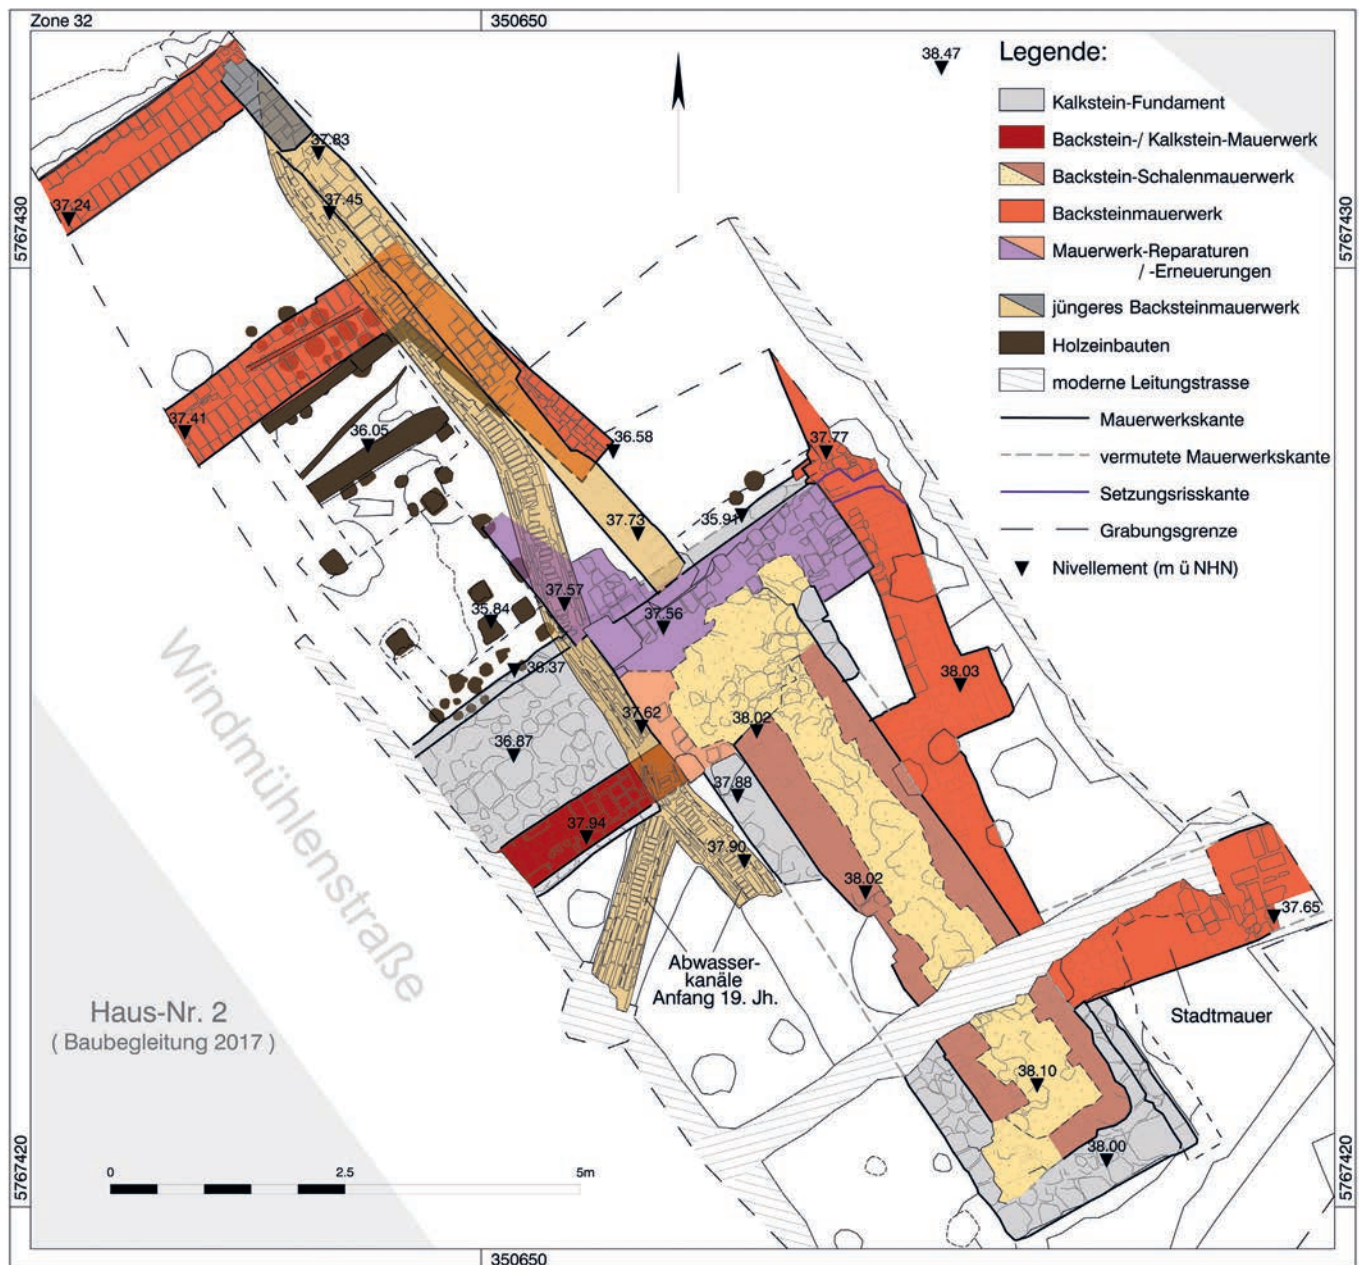 Zone 32
350650
38.47
Legende:
Kalkstein-Fundament
Backstein-/ Kalkstein-Mauerwerk
Backstein-Schalenmauerwerk
Backsteinmauerwerk
Mauerwerk-Reparaturen
/ -Erneuerungen
jüngeres Backsteinmauerwerk
Holzeinbauten
moderne Leitungstrasse
Mauerwerkskante
vermutete Mauerwerkskante
Setzungsrisskante
Grabungsgrenze
Nivellement (m ü NHN)
5767430
5767430
37.83
37.45
37.24
37.41
36.05
36.58
37.77
35.91
37.73
37.57
37.56
35.84
36.37
38.03
37.62
38.02
36.87
37.88
37.94
37.90
38.02
37.65
Windmühlenstraße
Abwasser-
kanäle
Anfang 19. Jh.
Stadtmauer
Haus-Nr. 2
( Baubegleitung 2017 )
38.10
38.00
0
2.5
5m
5767420
5767420
350650